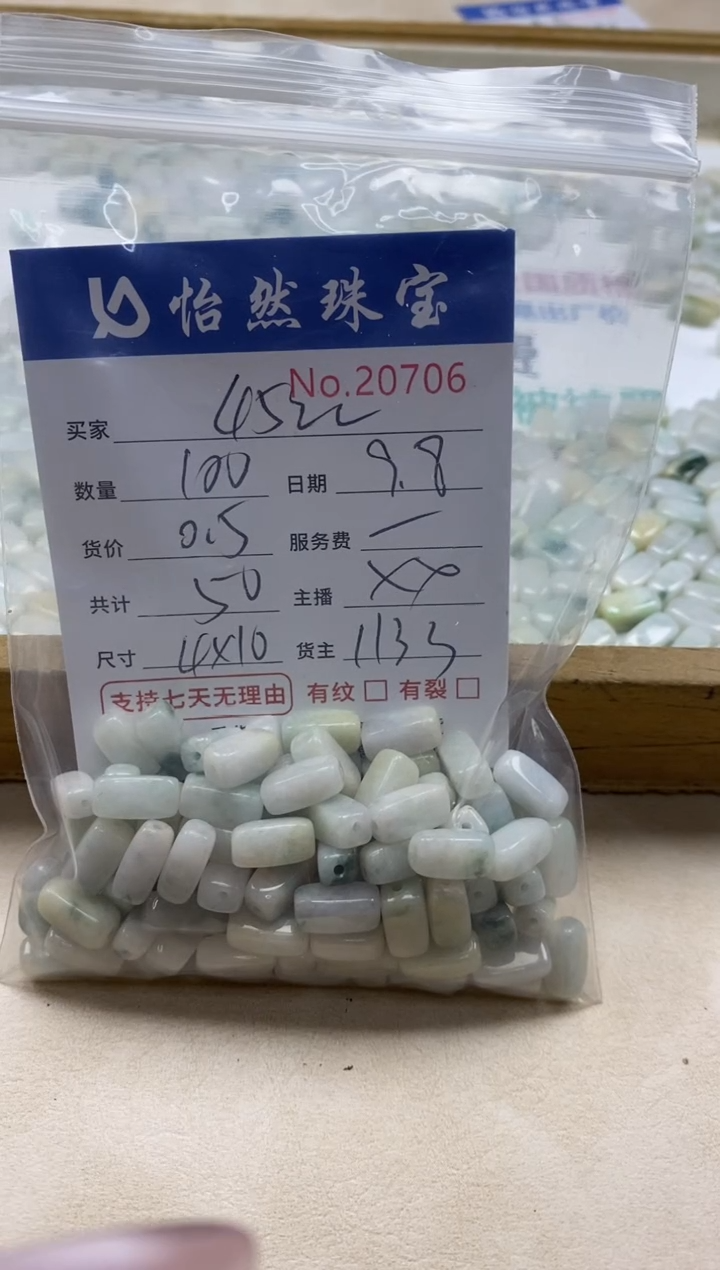 怡然珠宝
No.20706
买家 4522
数量 100 日期 9.8
货价 0.5 服务费 —
共计 50 主播
尺寸 4x10 货主 1133
支持七天无理由 有纹 □ 有裂 □